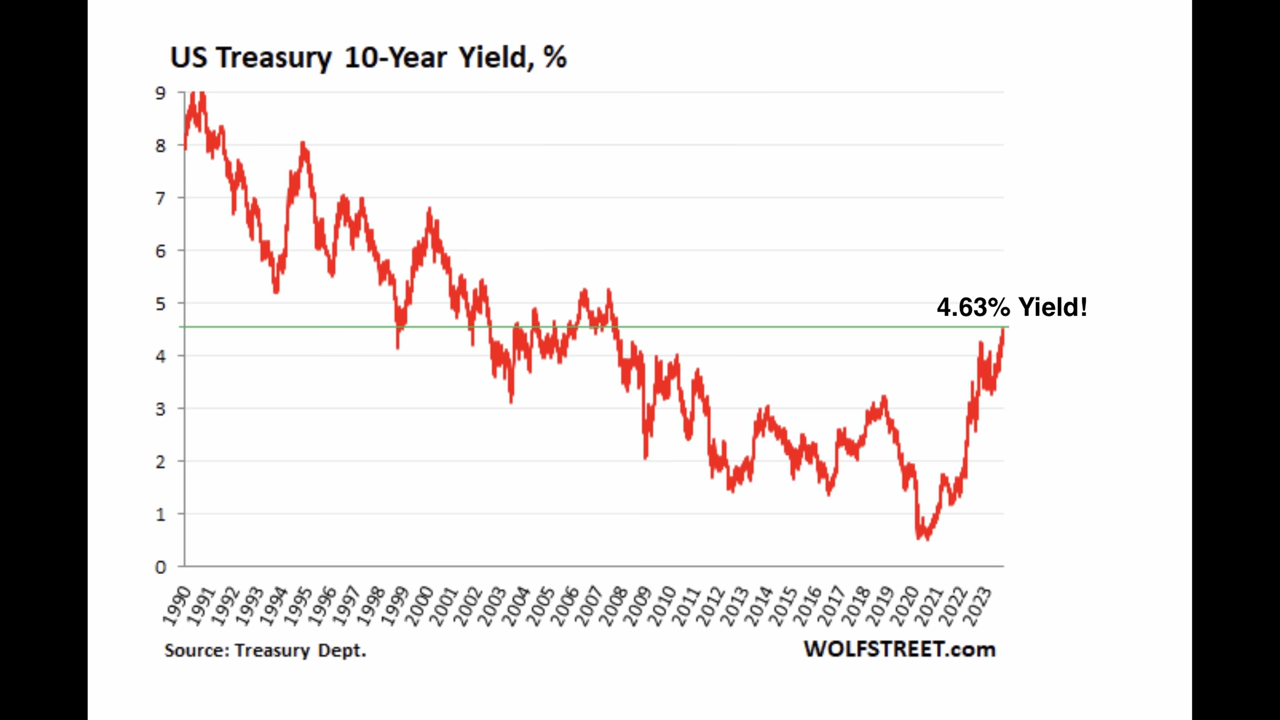 US Treasury 10-Year Yield, %
9
8
7
6
5
4.63% Yield!
4
3
2
1
0
1990 1991 1992 1993 1994 1995 1996 1997 1998 1999 2000 2001 2002 2003 2004 2005 2006 2007 2008 2009 2010 2011 2012 2013 2014 2015 2016 2017 2018 2019 2020 2021 2022 2023
Source: Treasury Dept.
WOLFSTREET.com